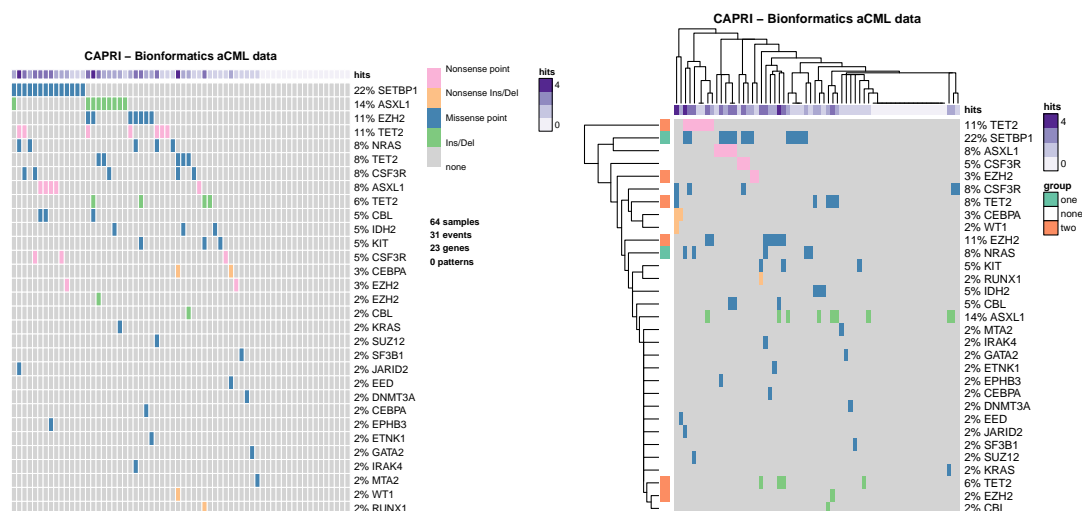 CAPRI – Bionformatics aCML data
hits
22% SETBP1
14% ASXL1
11% EZH2
11% TET2
8% NRAS
8% TET2
8% CSF3R
8% ASXL1
6% TET2
5% CBL
5% IDH2
5% KIT
5% CSF3R
3% CEBPA
3% EZH2
2% EZH2
2% CBL
2% KRAS
2% SUZ12
2% SF3B1
2% JARID2
2% EED
2% DNMT3A
2% CEBPA
2% EPHB3
2% ETNK1
2% GATA2
2% IRAK4
2% MTA2
2% WT1
2% RUNX1
Nonsense point
Nonsense Ins/Del
Missense point
Ins/Del
none
hits
4
0
64 samples
31 events
23 genes
0 patterns
CAPRI – Bionformatics aCML data
hits
11% TET2
22% SETBP1
8% ASXL1
5% CSF3R
3% EZH2
8% CSF3R
8% TET2
3% CEBPA
2% WT1
11% EZH2
8% NRAS
5% KIT
2% RUNX1
5% IDH2
5% CBL
14% ASXL1
2% MTA2
2% IRAK4
2% GATA2
2% ETNK1
2% EPHB3
2% CEBPA
2% DNMT3A
2% EED
2% JARID2
2% SF3B1
2% SUZ12
2% KRAS
6% TET2
2% EZH2
2% CBL
hits
4
0
group
one
none
two